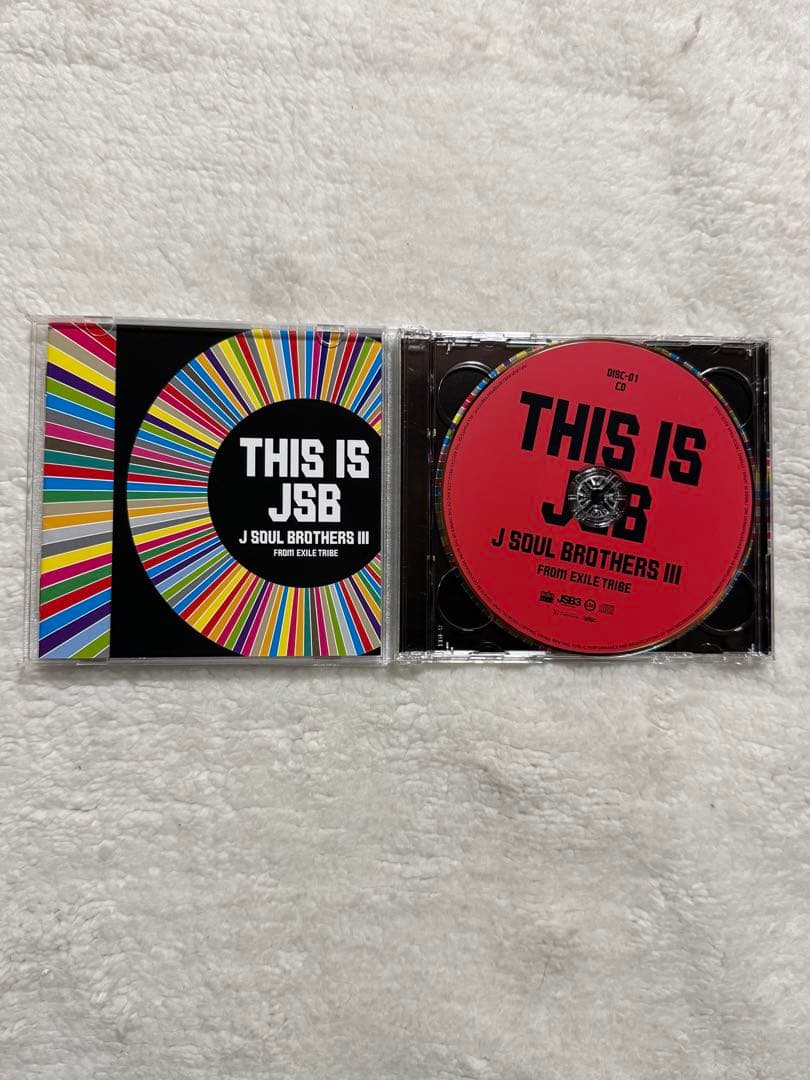 THIS IS
JSB
J SOUL BROTHERS III
FROM EXILE TRIBE
DISC-01
CD
THIS IS
JSB
J SOUL BROTHERS III
FROM EXILE TRIBE
JSB3